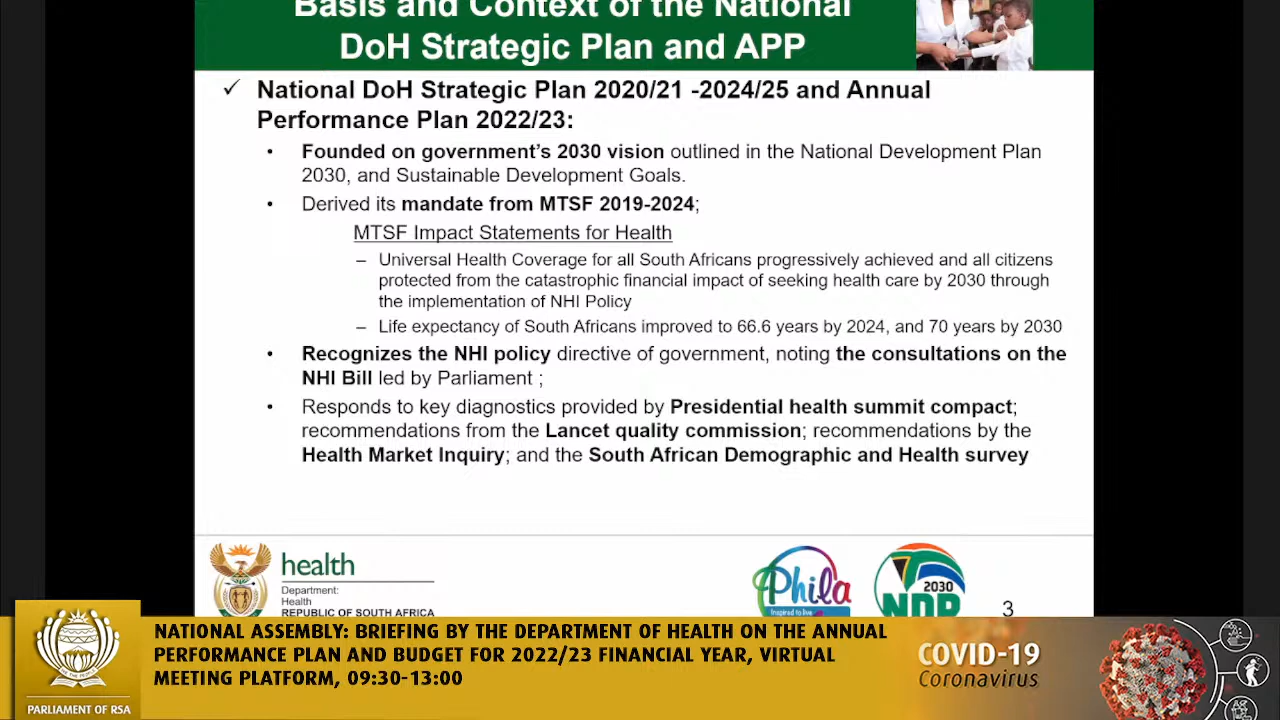 Basis and Context of the National
DoH Strategic Plan and APP
✓ National DoH Strategic Plan 2020/21 -2024/25 and Annual
Performance Plan 2022/23:
• Founded on government's 2030 vision outlined in the National Development Plan
2030, and Sustainable Development Goals.
• Derived its mandate from MTSF 2019-2024;
MTSF Impact Statements for Health
– Universal Health Coverage for all South Africans progressively achieved and all citizens
protected from the catastrophic financial impact of seeking health care by 2030 through
the implementation of NHI Policy
– Life expectancy of South Africans improved to 66.6 years by 2024, and 70 years by 2030
• Recognizes the NHI policy directive of government, noting the consultations on the
NHI Bill led by Parliament ;
• Responds to key diagnostics provided by Presidential health summit compact;
recommendations from the Lancet quality commission; recommendations by the
Health Market Inquiry; and the South African Demographic and Health survey
health
Department:
Health
REPUBLIC OF SOUTH AFRICA
Phila
Inspired to live
2030
NDP
3
NATIONAL ASSEMBLY: BRIEFING BY THE DEPARTMENT OF HEALTH ON THE ANNUAL
PERFORMANCE PLAN AND BUDGET FOR 2022/23 FINANCIAL YEAR, VIRTUAL
MEETING PLATFORM, 09:30-13:00
PARLIAMENT OF RSA
COVID-19
Coronavirus